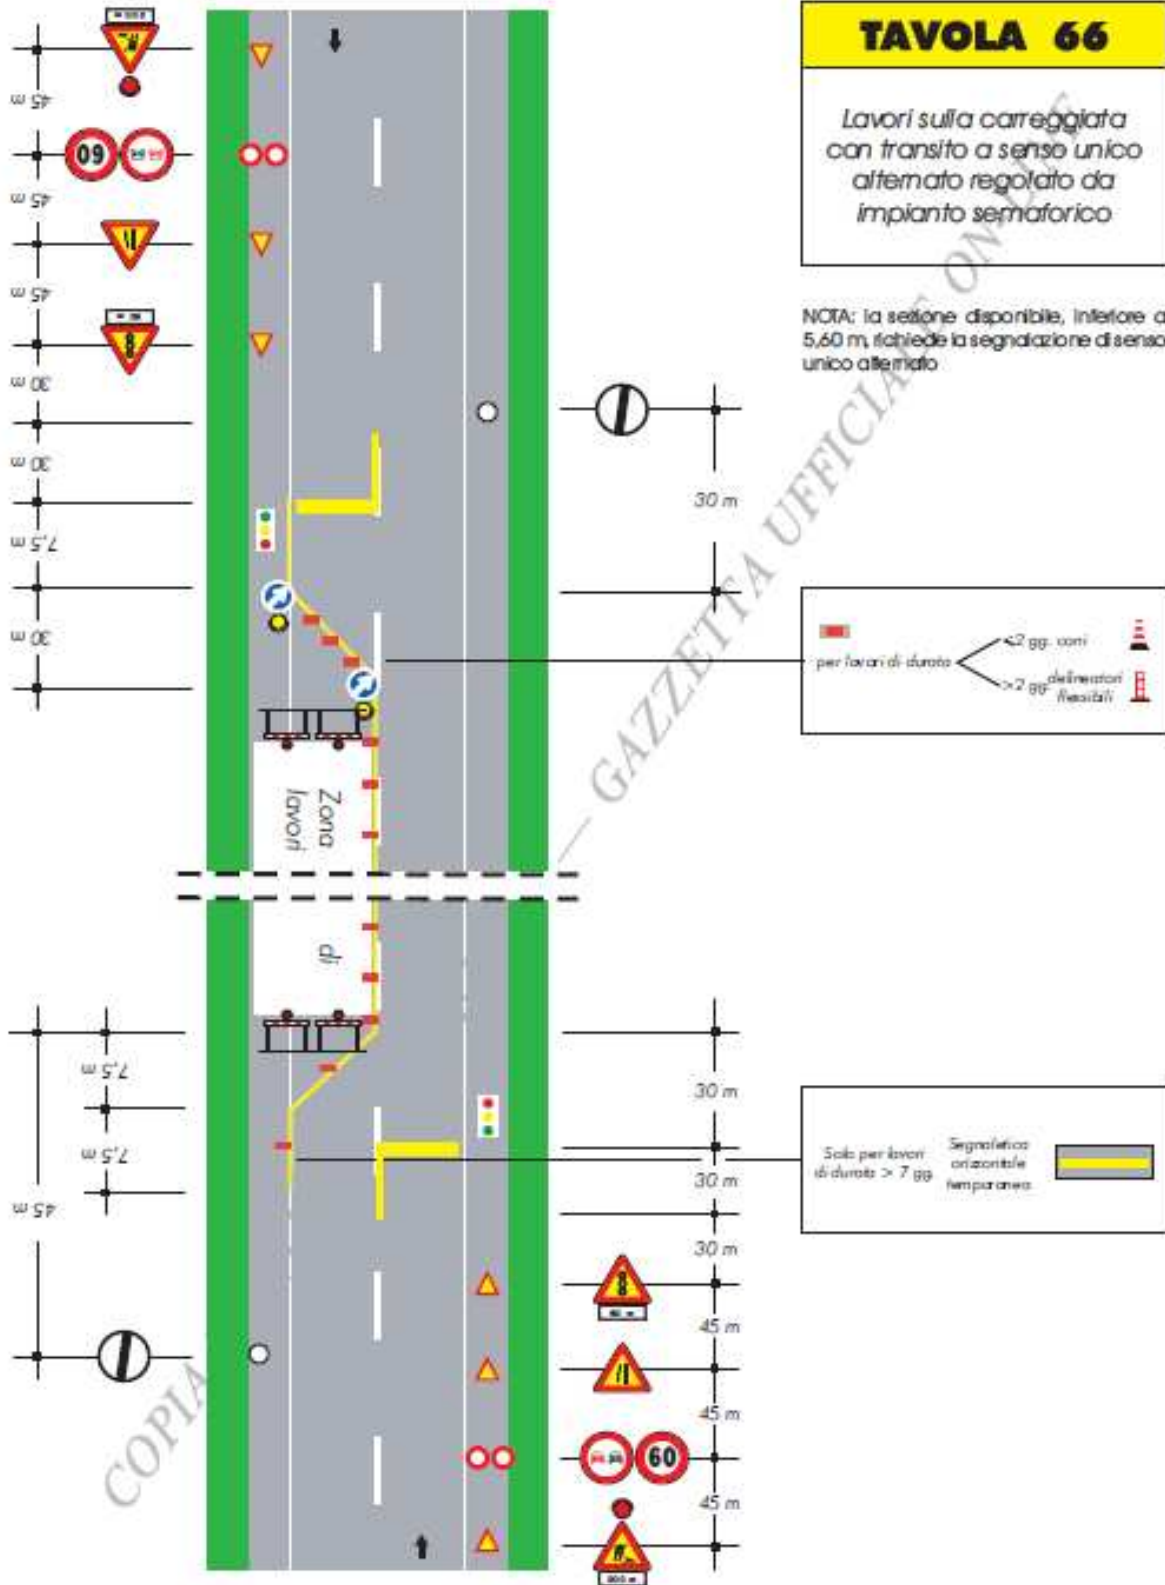 TAVOLA 66
Lavori sulla carreggiata
con transito a senso unico
alternato regolato da
impianto semaforico
NOTA: la sezione disponibile, inferiore a
5,60 m, richiede la segnalazione di senso
unico alternato
45 m
60
45 m
45 m
30 m
30 m
7,5 m
30 m
30 m
per lavori di durata
<2 gg. coni
>2 gg. delineatori
flessibili
Zona
di
lavori
7,5 m
7,5 m
45 m
30 m
30 m
30 m
45 m
45 m
60
45 m
Solo per lavori
di durata > 7 gg.
Segnaletica
orizzontale
temporanea
COPIA
— GAZZETTA UFFICIALE ON-LINE